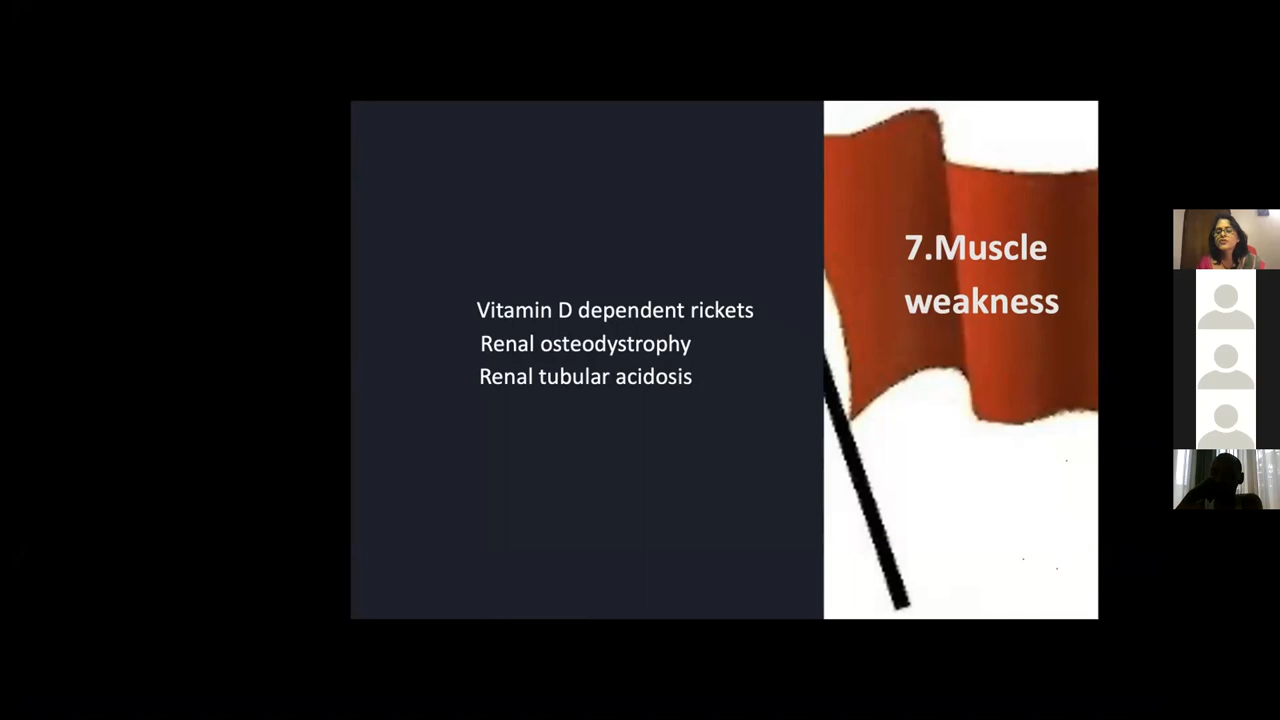 Vitamin D dependent rickets
Renal osteodystrophy
Renal tubular acidosis
7.Muscle
weakness